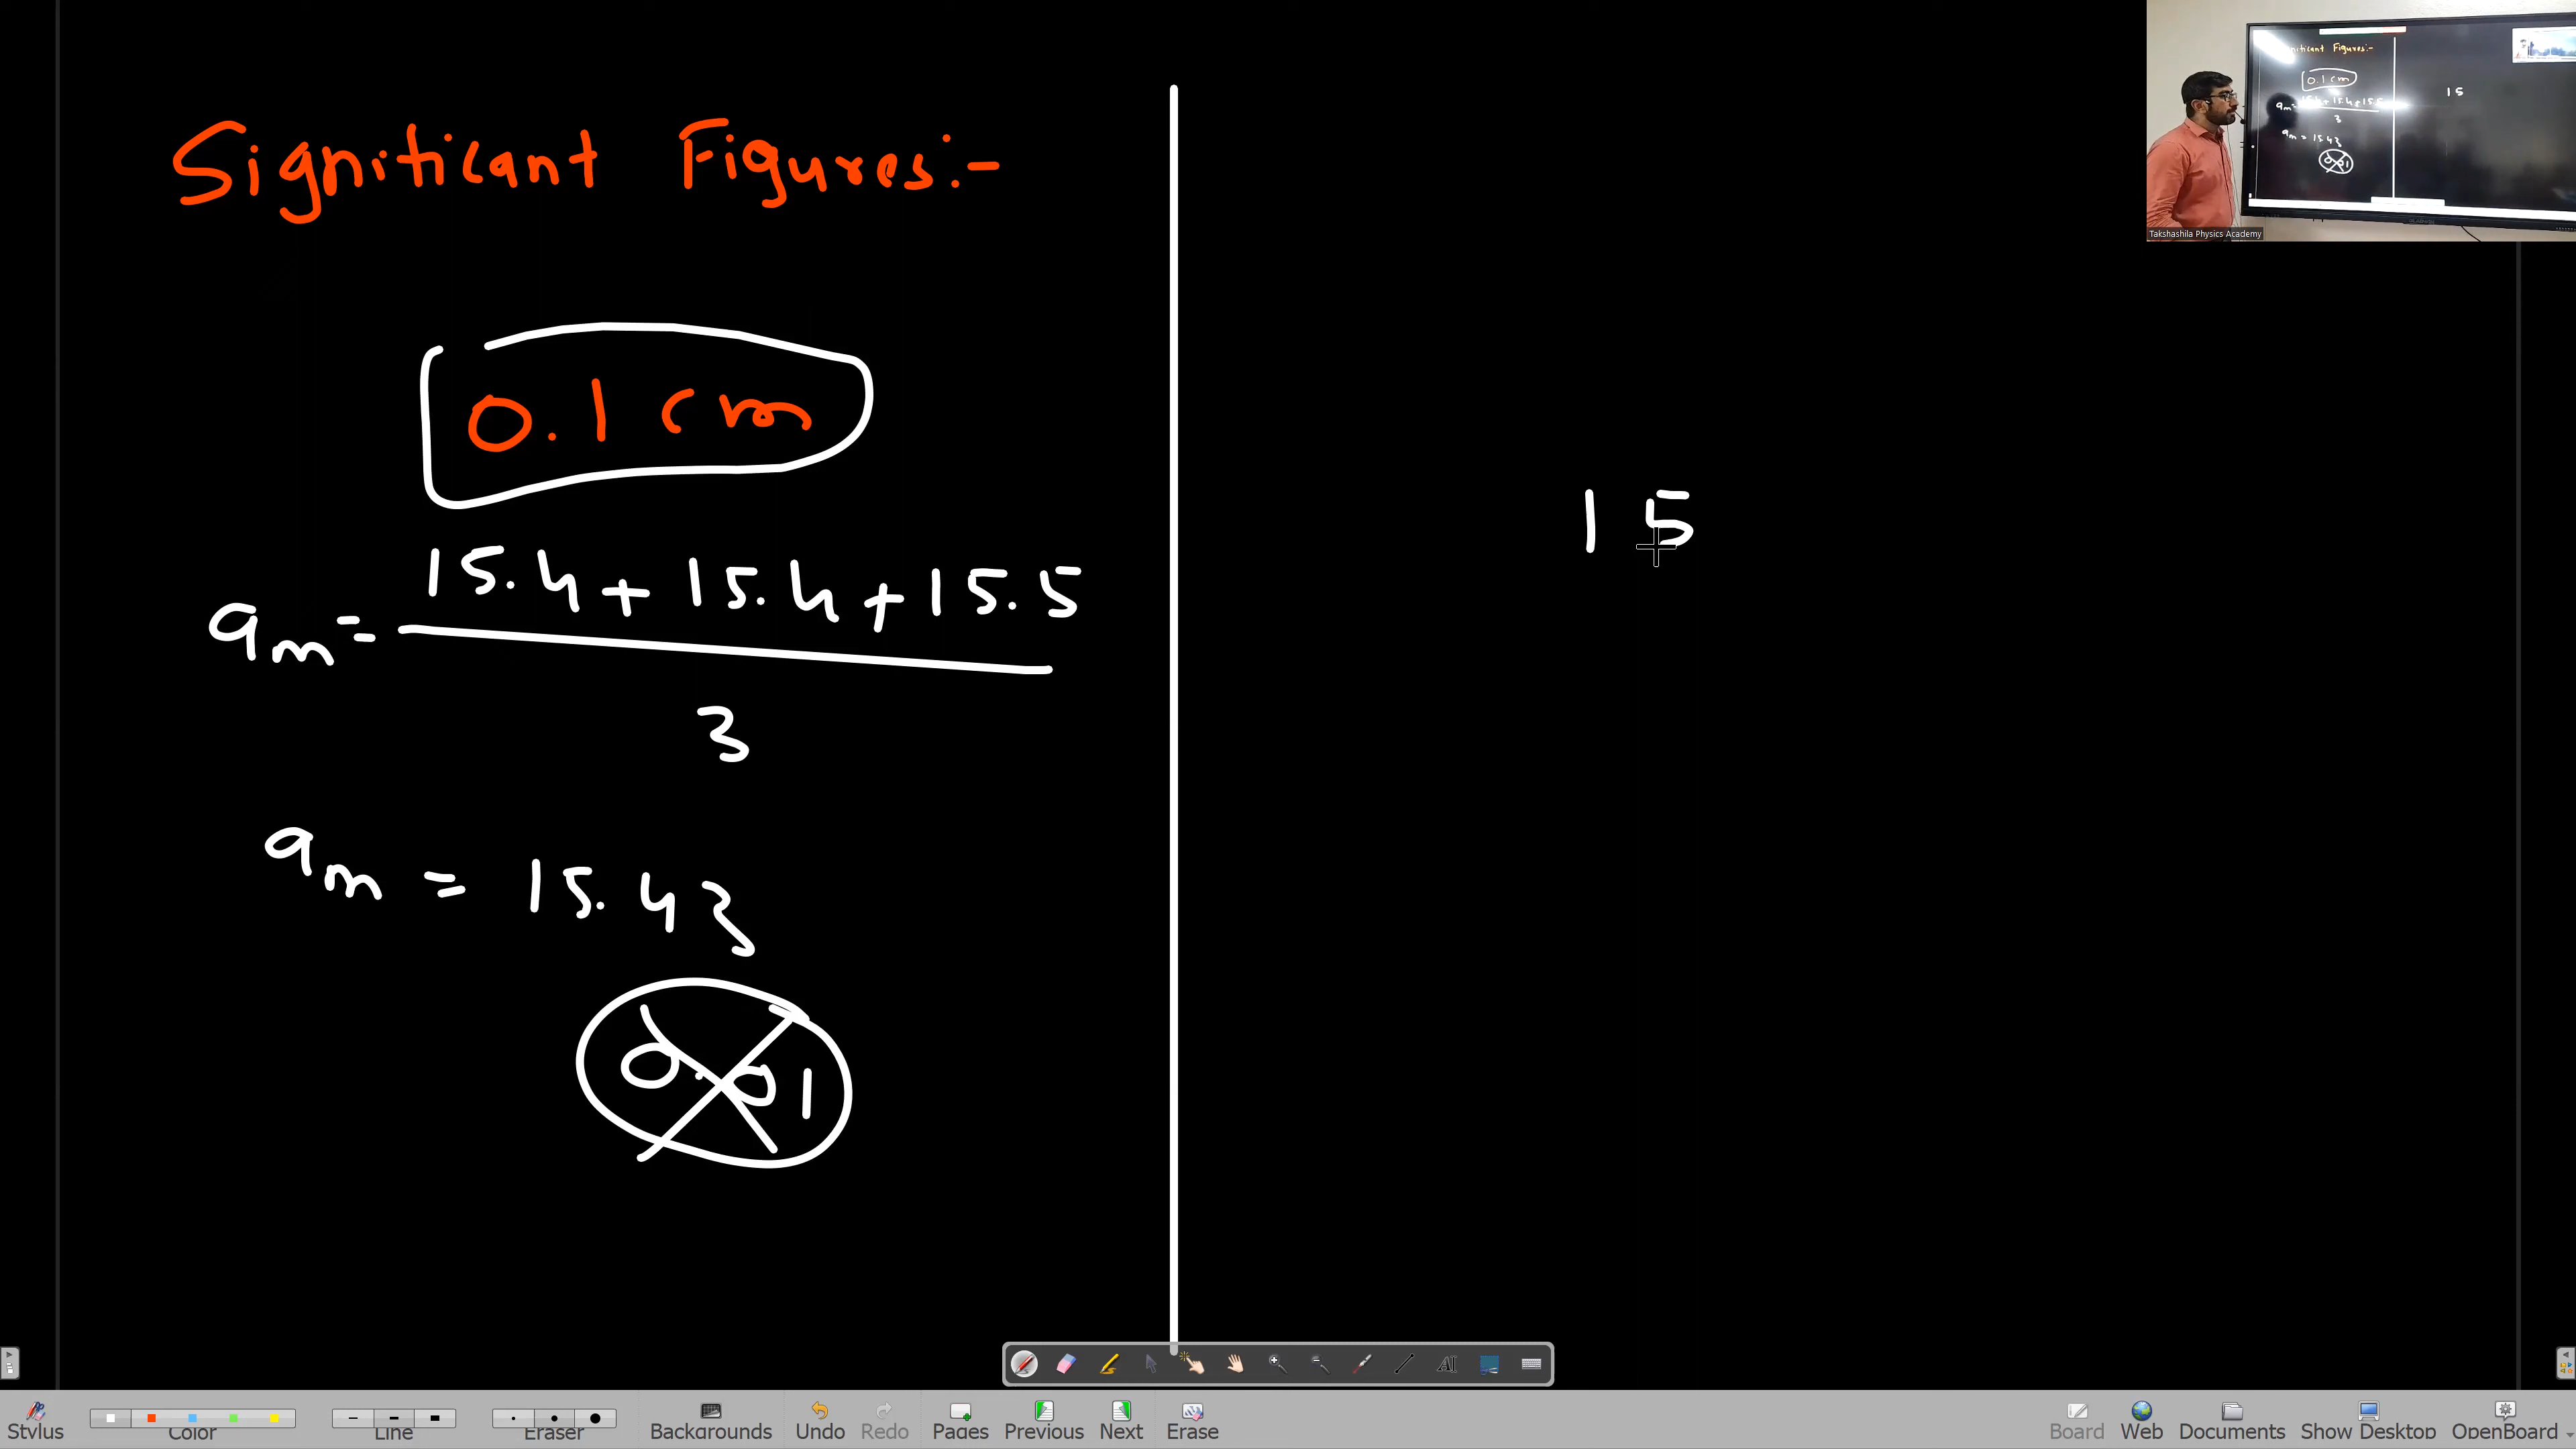 Significant Figures:-
0.1 cm
am = 15.4 + 15.4 + 15.5
3
am = 15.43
0.01
15
Takshashila Physics Academy
Stylus
Color
Line
Eraser
Backgrounds
Undo
Redo
Pages
Previous
Next
Erase
Board
Web
Documents
Show Desktop
OpenBoard